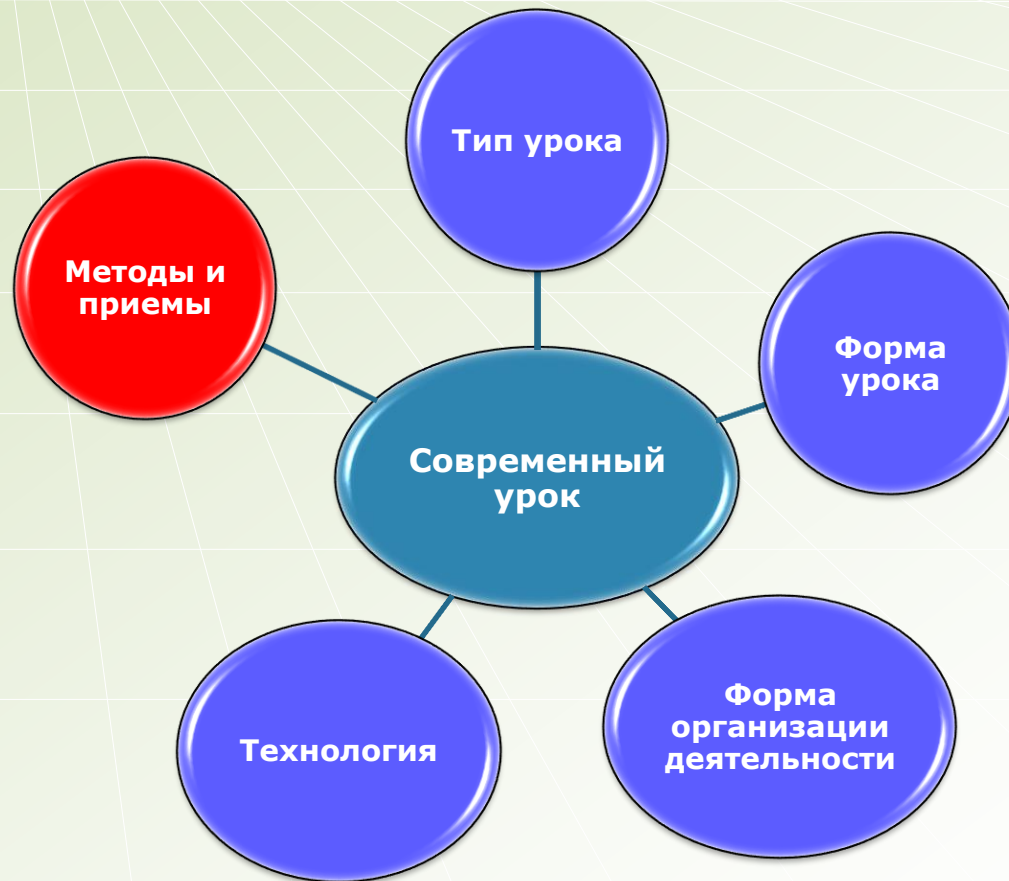 Тип урока
Методы и
приемы
Форма
урока
Современный
урок
Форма
организации
деятельности
Технология